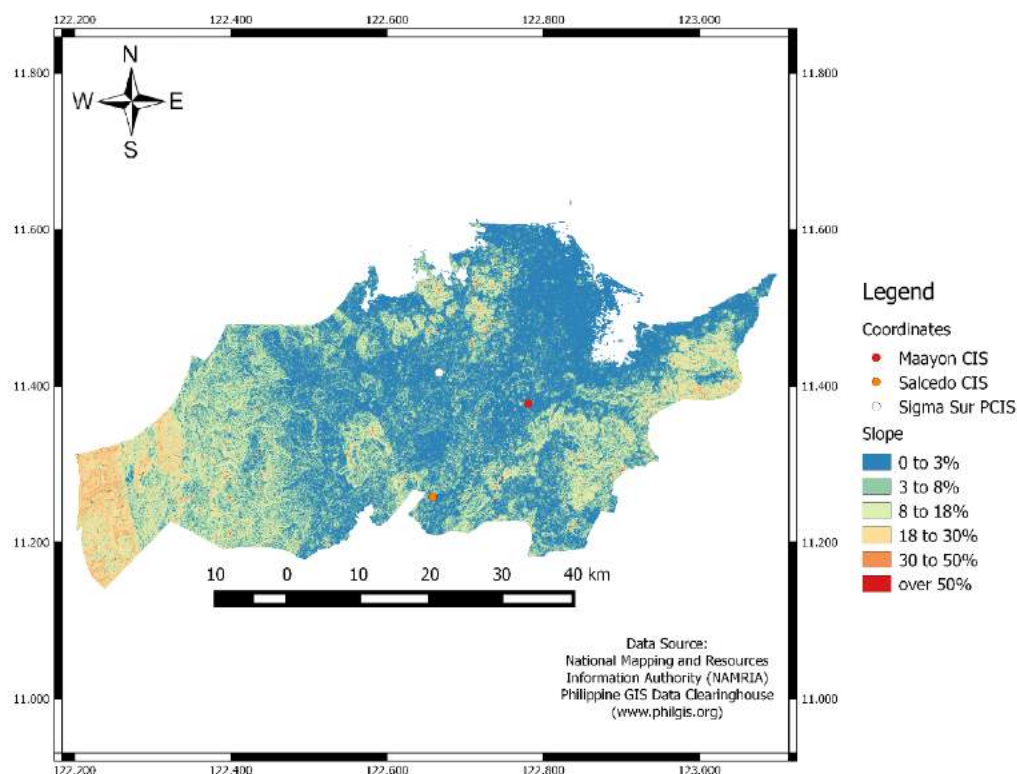 122.200 122.400 122.600 122.800 123.000
11.800 11.800
N
W E
S
11.600 11.600
Legend
Coordinates
Maayon CIS
Salcedo CIS
Sigma Sur PCIS
11.400 11.400
Slope
0 to 3%
3 to 8%
8 to 18%
18 to 30%
30 to 50%
over 50%
11.200 11.200
10 0 10 20 30 40 km
Data Source:
National Mapping and Resources
Information Authority (NAMRIA)
Philippine GIS Data Clearinghouse
(www.philgis.org)
11.000 11.000
122.200 122.400 122.600 122.800 123.000